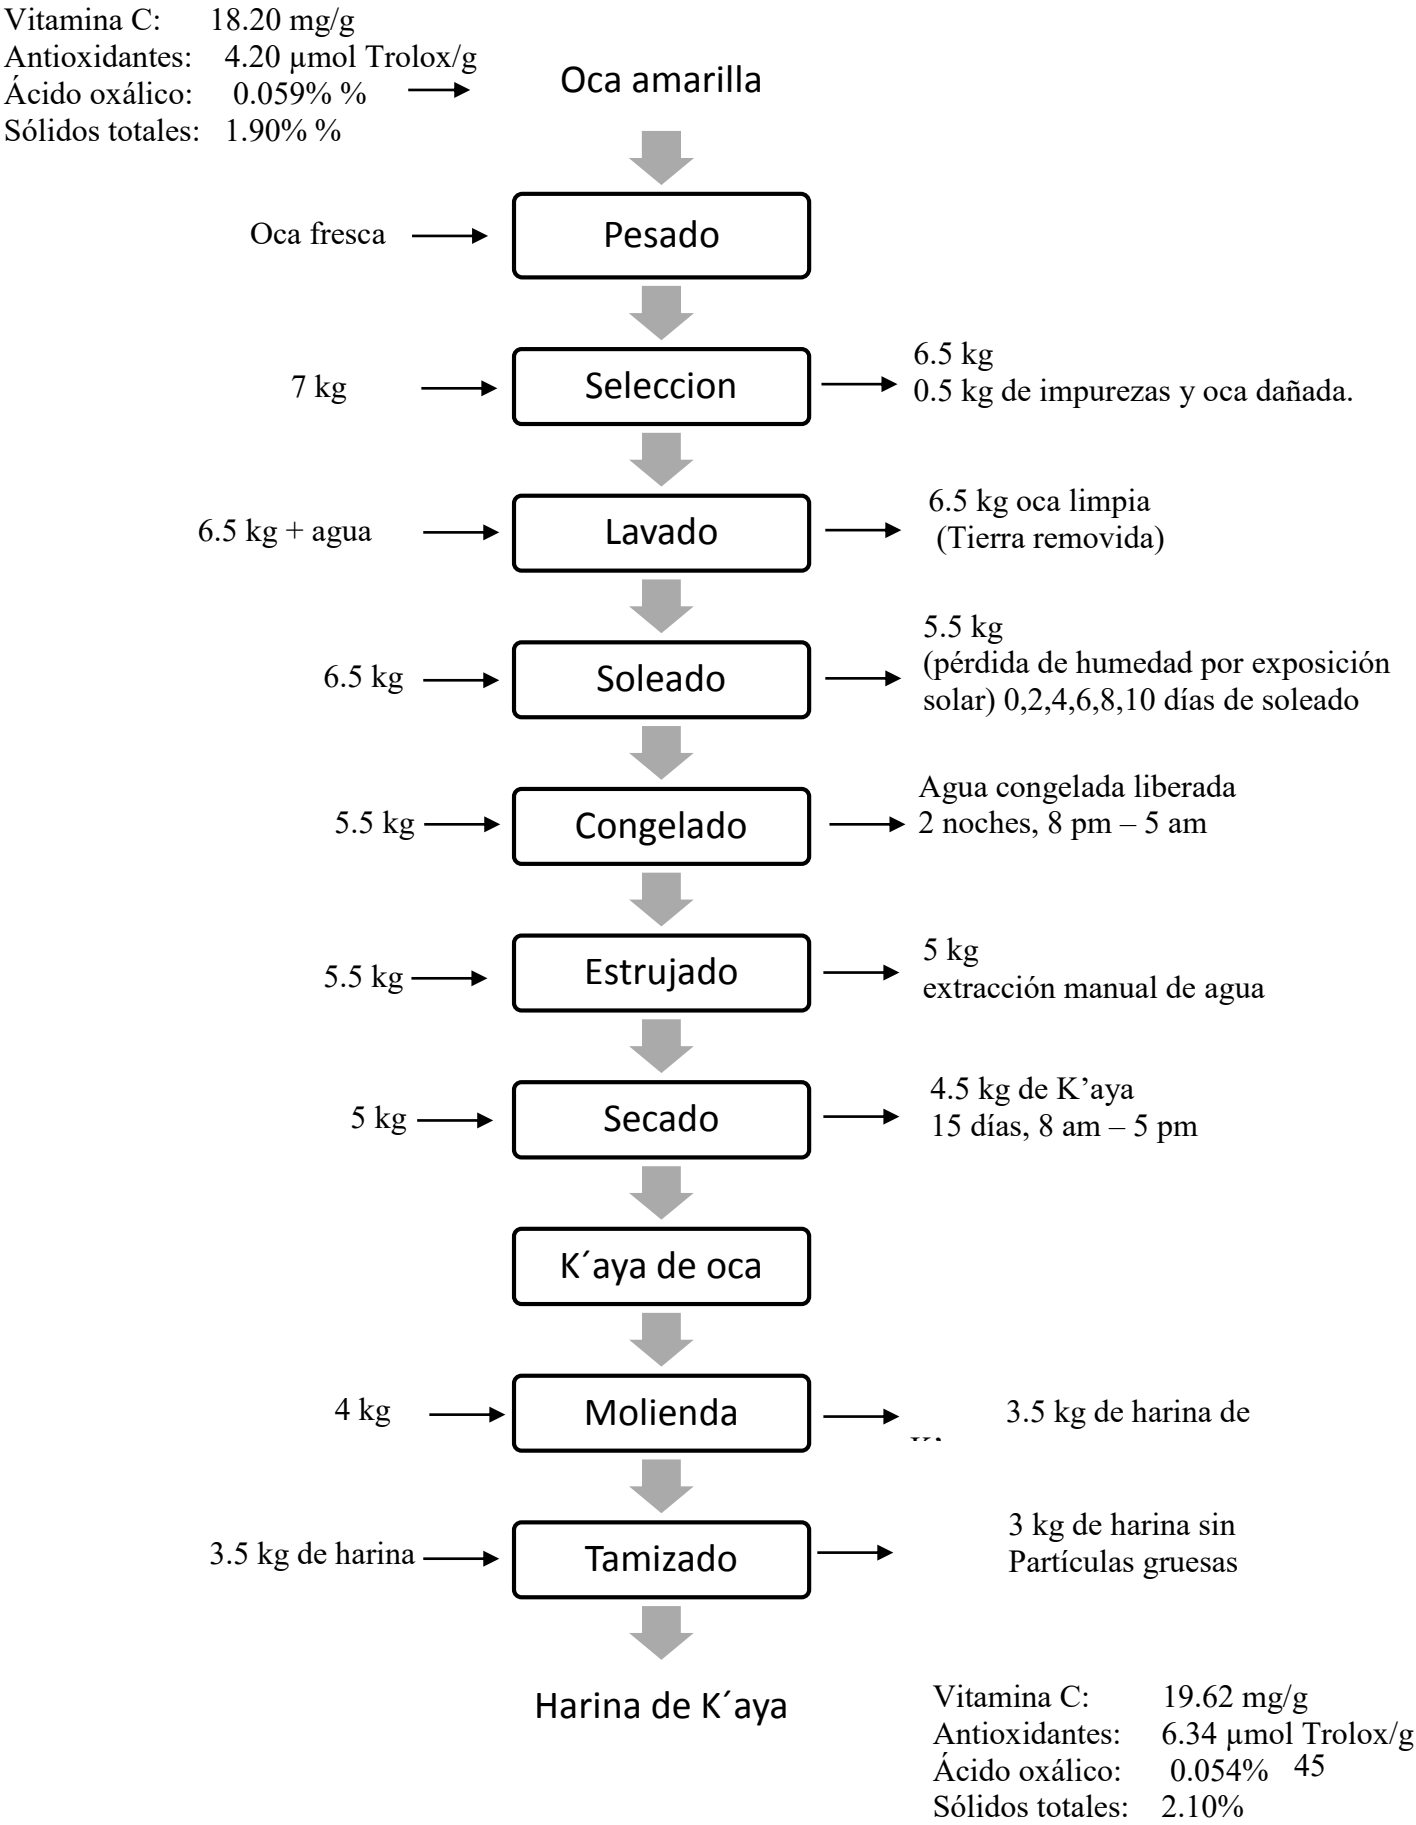 Vitamina C: 18.20 mg/g
Antioxidantes: 4.20 µmol Trolox/g
Ácido oxálico: 0.059% %
Sólidos totales: 1.90% %
Oca amarilla
Oca fresca
Pesado
7 kg
Seleccion
6.5 kg
0.5 kg de impurezas y oca dañada.
6.5 kg + agua
Lavado
6.5 kg oca limpia
(Tierra removida)
6.5 kg
Soleado
5.5 kg
(pérdida de humedad por exposición
solar) 0,2,4,6,8,10 días de soleado
5.5 kg
Congelado
Agua congelada liberada
2 noches, 8 pm – 5 am
5.5 kg
Estrujado
5 kg
extracción manual de agua
5 kg
Secado
4.5 kg de K’aya
15 días, 8 am – 5 pm
K´aya de oca
4 kg
Molienda
3.5 kg de harina de
3.5 kg de harina
Tamizado
3 kg de harina sin
Partículas gruesas
Harina de K´aya
Vitamina C: 19.62 mg/g
Antioxidantes: 6.34 µmol Trolox/g
Ácido oxálico: 0.054%
45
Sólidos totales: 2.10%